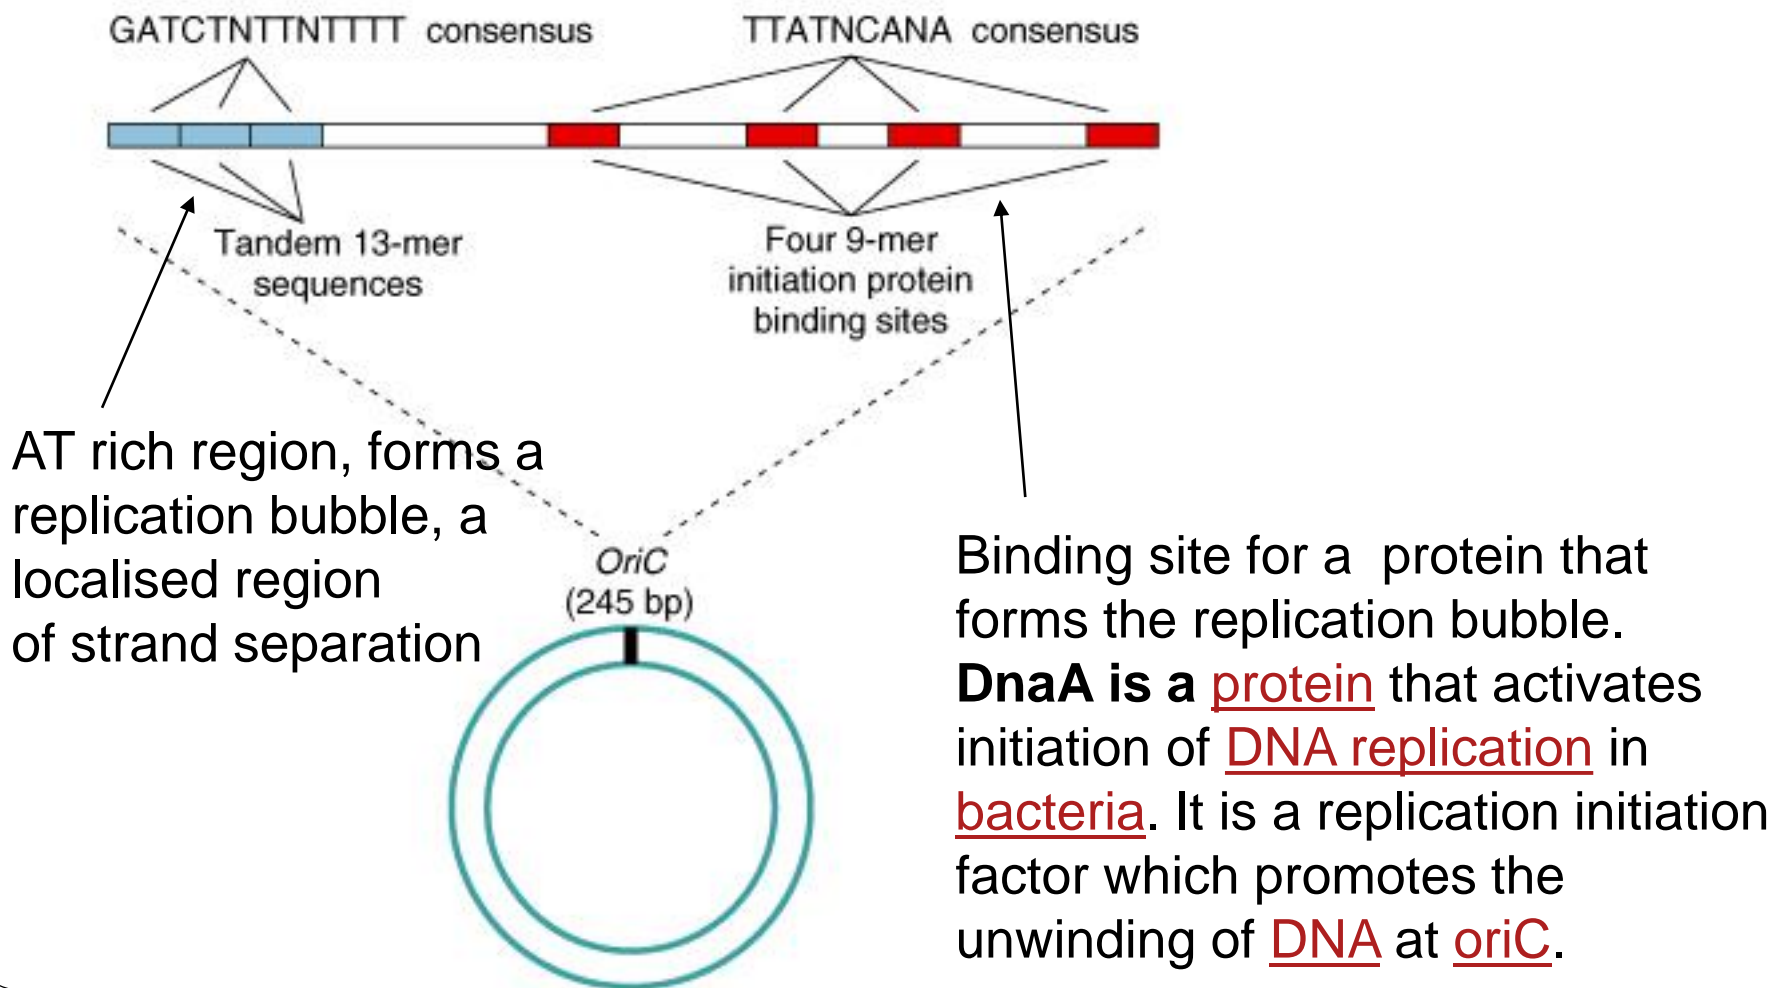 GATCTNTTNTTTT consensus
TTATNCANA consensus
Tandem 13-mer
sequences
Four 9-mer
initiation protein
binding sites
AT rich region, forms a
replication bubble, a
localised region
of strand separation
OriC
(245 bp)
Binding site for a protein that
forms the replication bubble.
DnaA is a protein that activates
initiation of DNA replication in
bacteria. It is a replication initiation
factor which promotes the
unwinding of DNA at oriC.